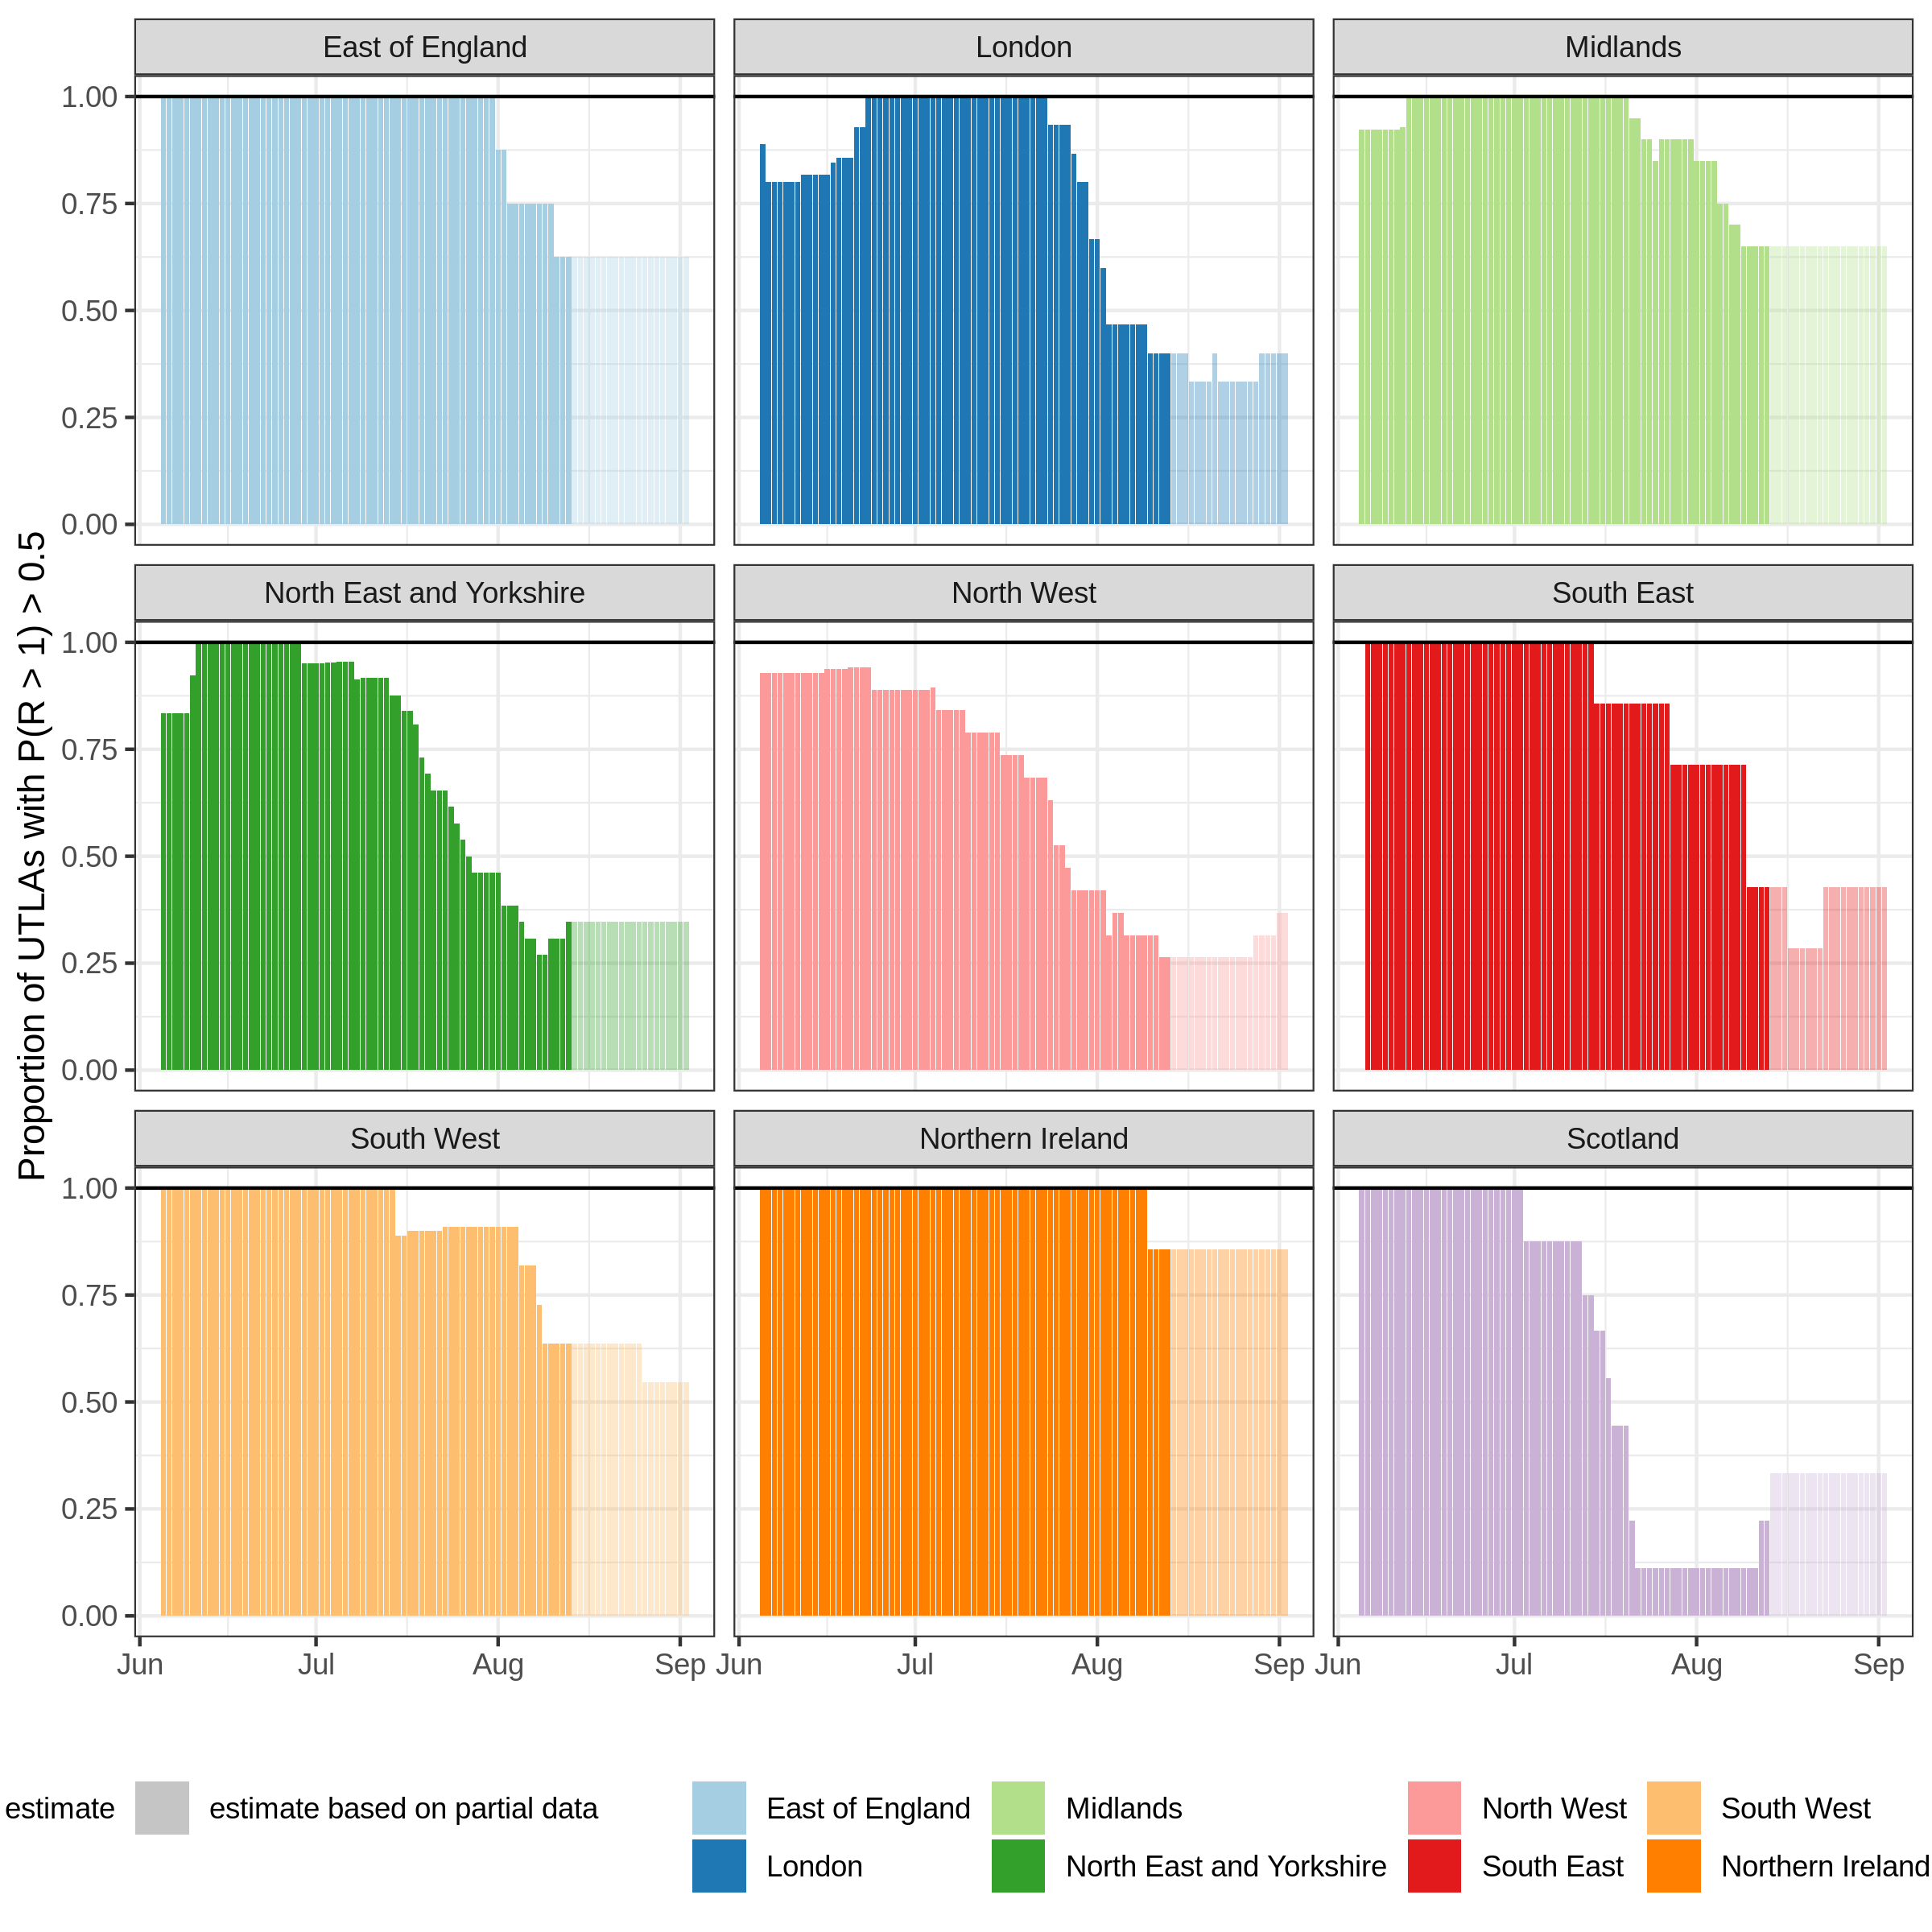 East of England London Midlands
1.00
0.75
0.50
0.25
0.00
North East and Yorkshire North West South East
1.00
0.75
0.50
0.25
0.00
South West Northern Ireland Scotland
1.00
0.75
0.50
0.25
0.00
Proportion of UTLAs with P(R > 1) > 0.5
Jun Jul Aug Sep Jun Jul Aug Sep Jun Jul Aug Sep
estimate estimate based on partial data East of England Midlands North West South West
London North East and Yorkshire South East Northern Ireland